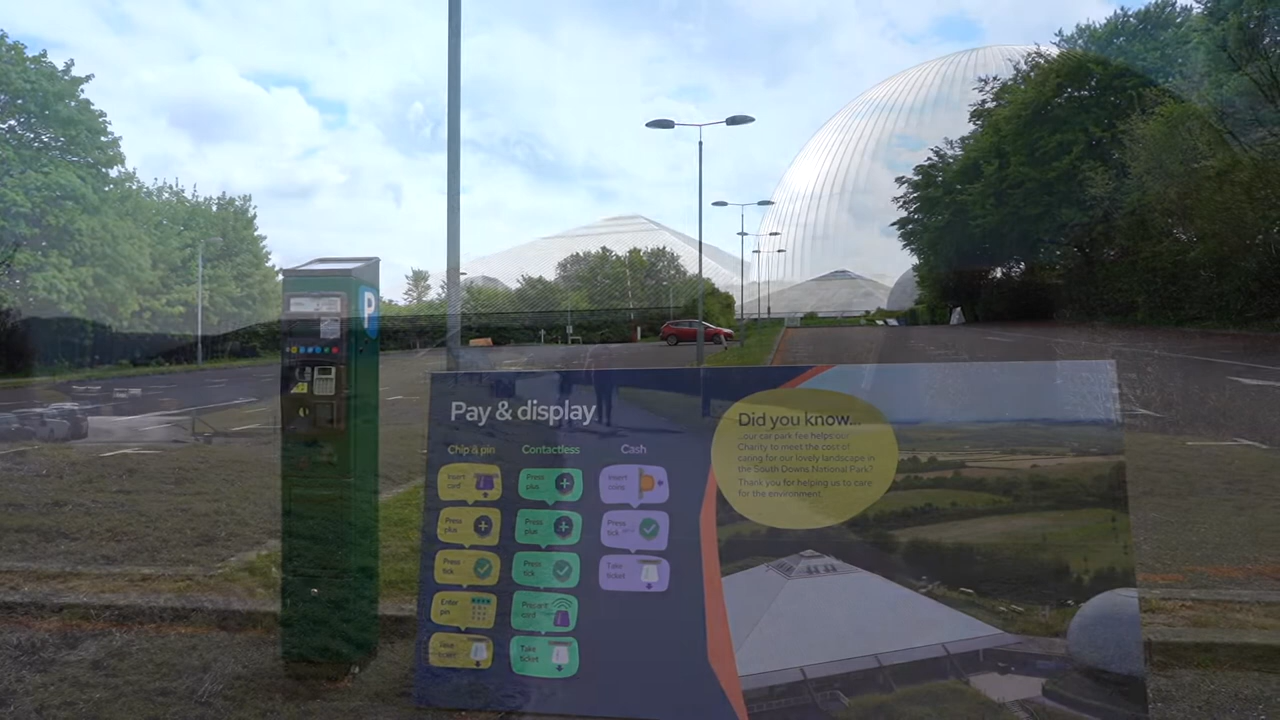 P
Pay & display
Chip & pin
Insert
card
Press
plus
Press
tick
Enter
pin
Take
ticket
Contactless
Press
plus
Press
plus
Press
tick
Present
card
Take
ticket
Cash
Insert
coins
Press
tick
Take
ticket
Did you know...
...your car park fee helps our
Charity to meet the cost of
caring for our lovely landscape in
the South Downs National Park?
Thank you for helping us to care
for the environment.